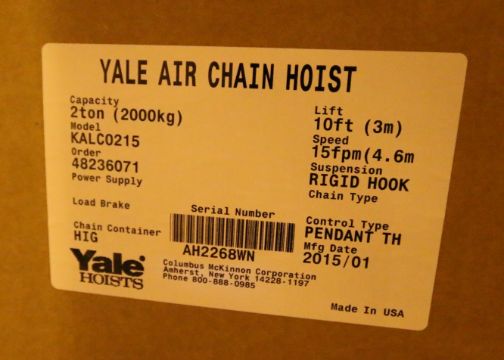 YALE AIR CHAIN HOIST
Capacity
2ton (2000kg)
Model
KALC0215
Order
48236071
Power Supply
Load Brake
Chain Container
HIG
Lift
10ft (3m)
Speed
15fpm(4.6m
Suspension
RIGID HOOK
Chain Type
Control Type
PENDANT TH
Mfg Date
2015/01
Serial Number
AH2268WN
Yale
HOISTS
Columbus McKinnon Corporation
Amherst, New York 14228-1197
Phone 800-888-0985
Made In USA